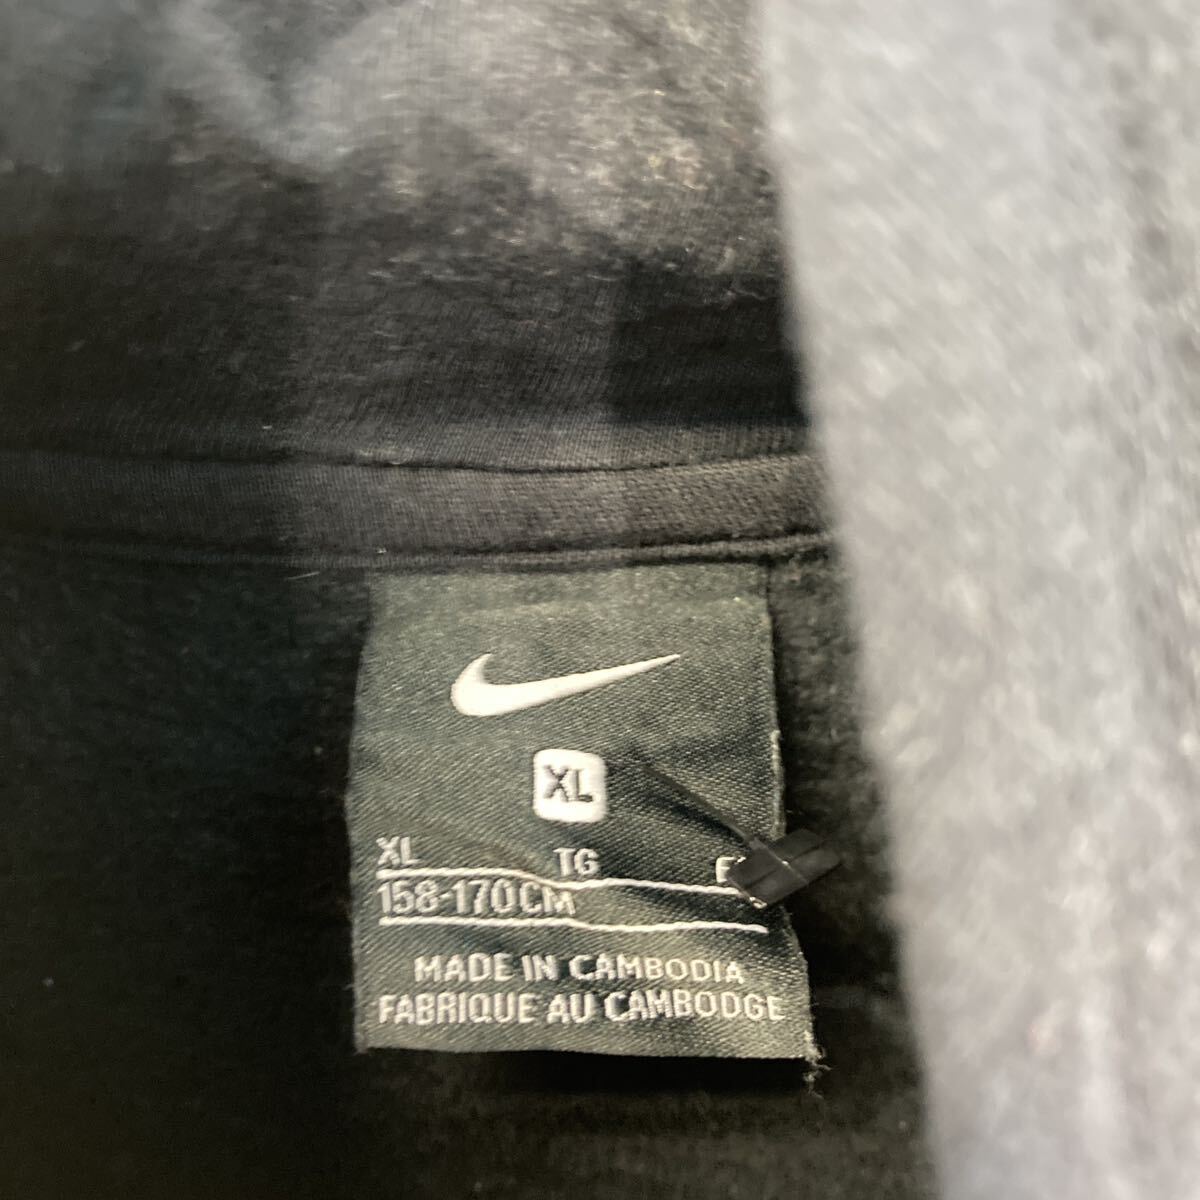 XL
XL TG
158-170CM
MADE IN CAMBODIA
FABRIQUE AU CAMBODGE